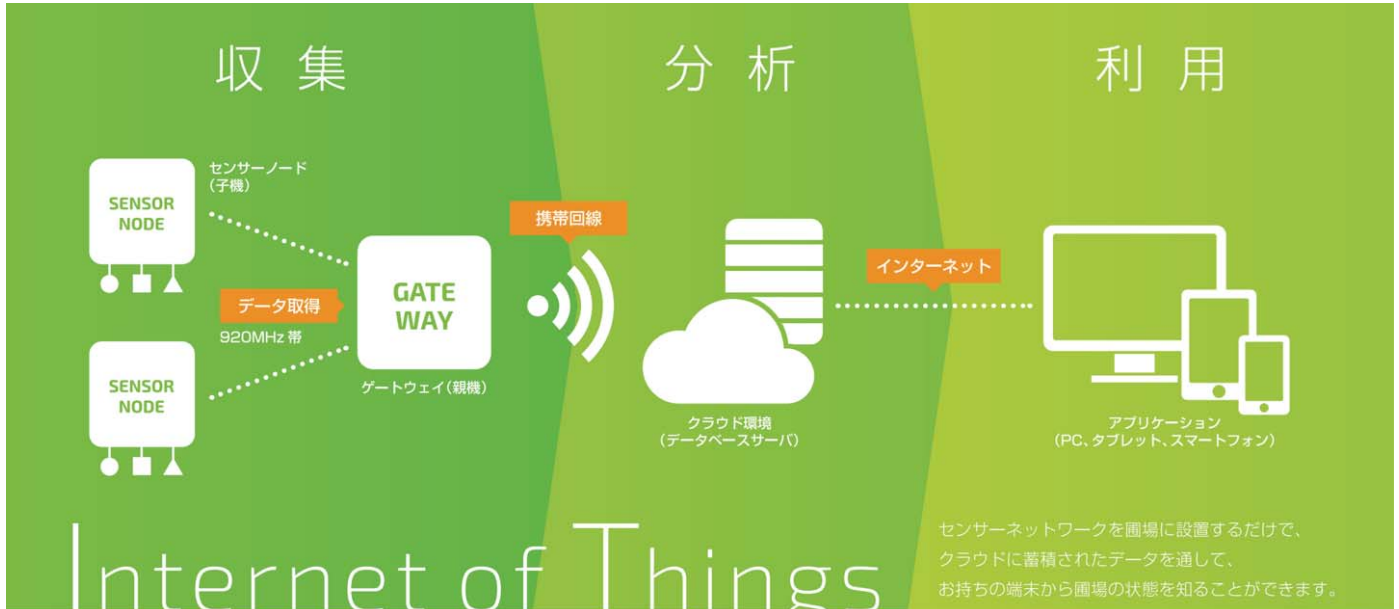 収集
分析
利用
センサーノード
(子機)
SENSOR
NODE
データ取得
920MHz帯
SENSOR
NODE
GATE
WAY
ゲートウェイ(親機)
携帯回線
クラウド環境
(データベースサーバ)
インターネット
アプリケーション
(PC、タブレット、スマートフォン)
Internet of Things
センサーネットワークを圃場に設置するだけで、
クラウドに蓄積されたデータを通して、
お持ちの端末から圃場の状態を知ることができます。